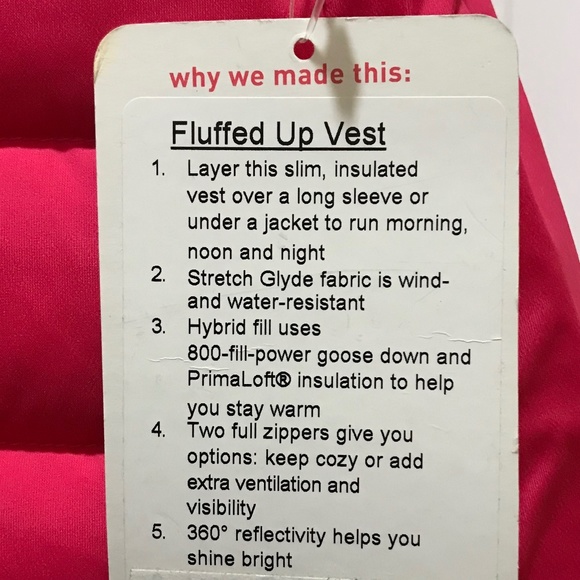 why we made this:
Fluffed Up Vest
1. Layer this slim, insulated
vest over a long sleeve or
under a jacket to run morning,
noon and night
2. Stretch Glyde fabric is wind-
and water-resistant
3. Hybrid fill uses
800-fill-power goose down and
PrimaLoft® insulation to help
you stay warm
4. Two full zippers give you
options: keep cozy or add
extra ventilation and
visibility
5. 360° reflectivity helps you
shine bright